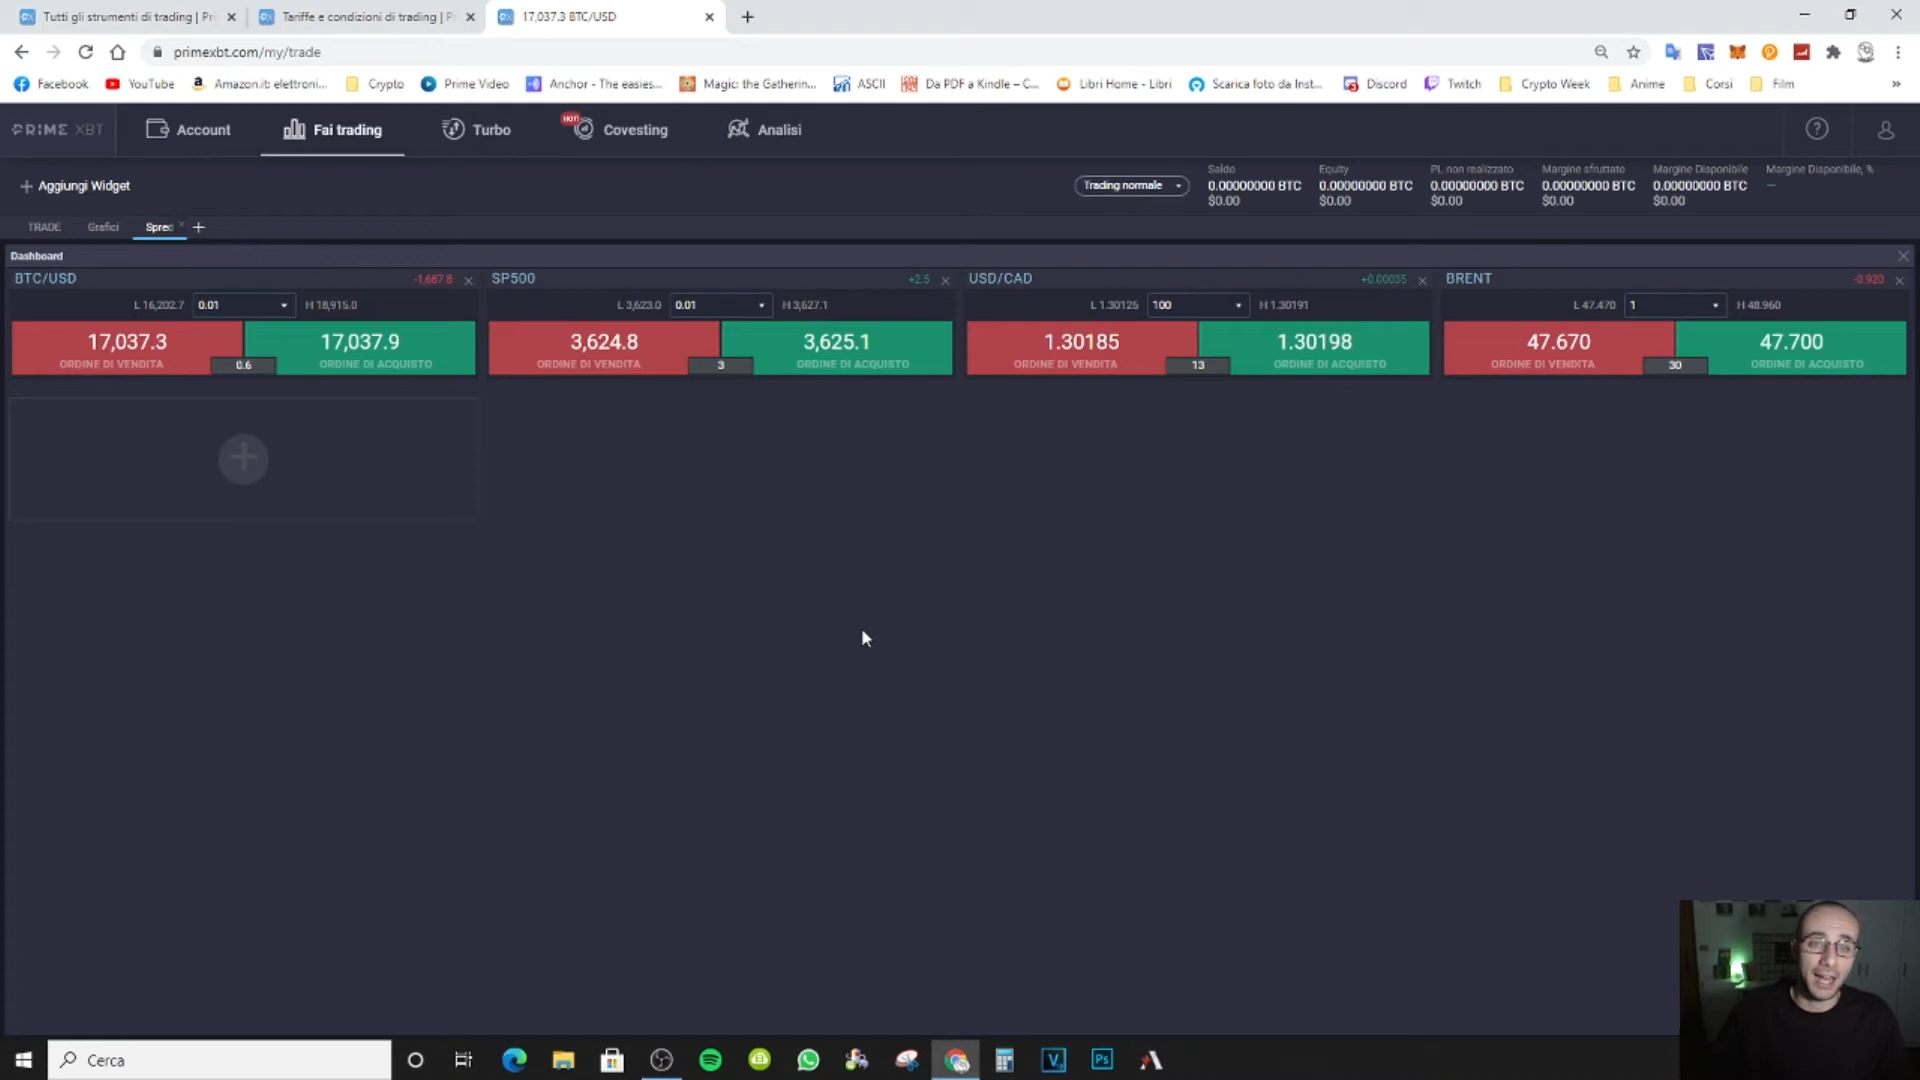 Tutti gli strumenti di trading | Pri
Tariffe e condizioni di trading | P
17,037.3 BTC/USD
primexbt.com/my/trade
Facebook
YouTube
Amazon.it: elettroni...
Crypto
Prime Video
Anchor - The easies...
Magic: the Gatherin...
ASCII
Da PDF a Kindle – C...
Libri Home - Libri
Scarica foto da Inst...
Discord
Twitch
Crypto Week
Anime
Corsi
Film
»
PRIME XBT
Account
Fai trading
Turbo
HOT!
Covesting
Analisi
Aggiungi Widget
Trading normale
Saldo
0.00000000 BTC
$0.00
Equity
0.00000000 BTC
$0.00
PL non realizzato
0.00000000 BTC
$0.00
Margine sfruttato
0.00000000 BTC
$0.00
Margine Disponibile
0.00000000 BTC
$0.00
Margine Disponibile, %
—
TRADE
Grafici
Spred
Dashboard
BTC/USD
-1,687.8
L 16,202.7
0.01
H 18,915.0
17,037.3
ORDINE DI VENDITA
0.6
17,037.9
ORDINE DI ACQUISTO
SP500
+2.5
L 3,623.0
0.01
H 3,627.1
3,624.8
ORDINE DI VENDITA
3
3,625.1
ORDINE DI ACQUISTO
USD/CAD
+0.00035
L 1.30125
100
H 1.30191
1.30185
ORDINE DI VENDITA
13
1.30198
ORDINE DI ACQUISTO
BRENT
-0.920
L 47.470
1
H 48.960
47.670
ORDINE DI VENDITA
30
47.700
ORDINE DI ACQUISTO
Cerca